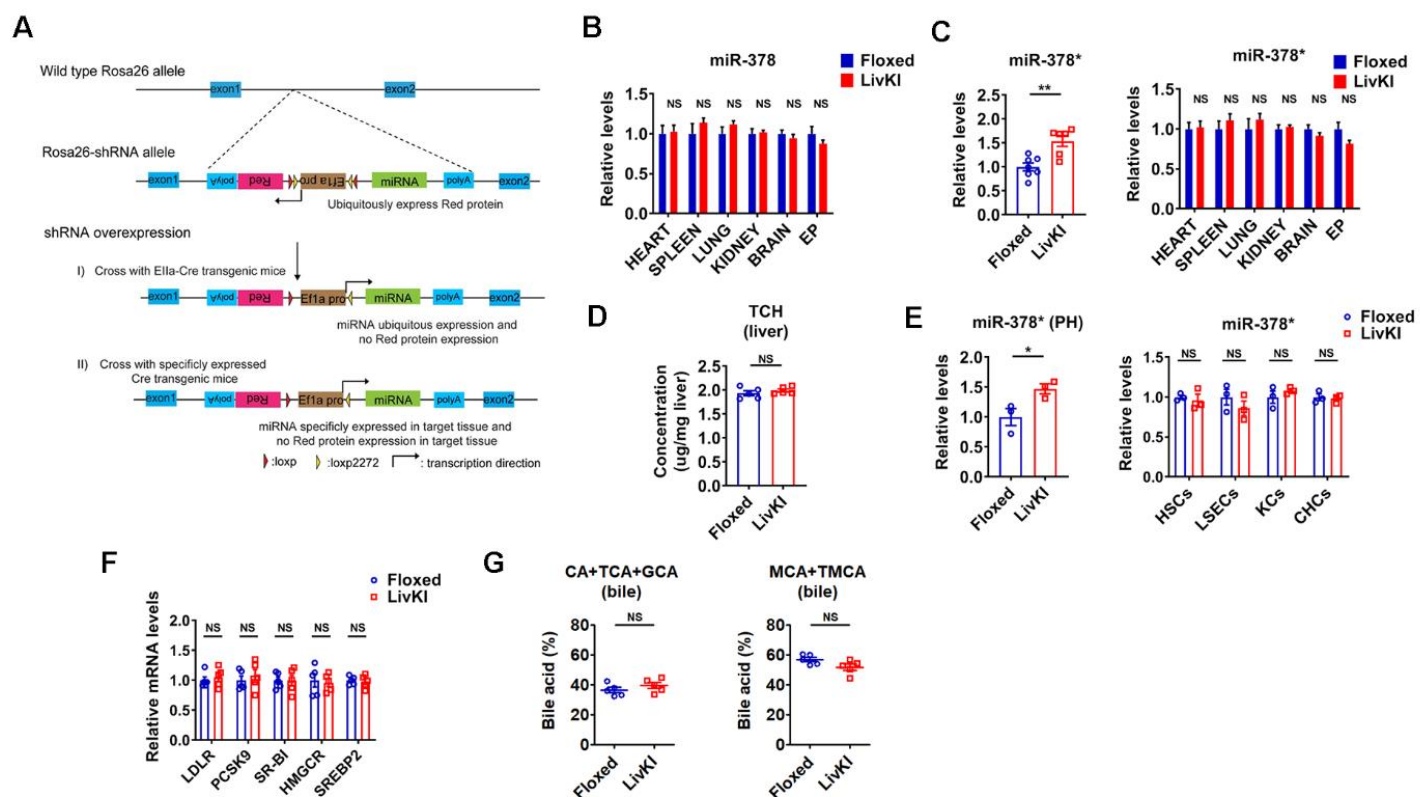 A
Wild type Rosa26 allele
exon1
exon2
Rosa26-shRNA allele
exon1
polyA
Red
Ef1a pro
miRNA
polyA
exon2
Ubiquitously express Red protein
shRNA overexpression
I) Cross with EIIa-Cre transgenic mice
exon1
polyA
Red
Ef1a pro
miRNA
polyA
exon2
miRNA ubiquitous expression and
no Red protein expression
II) Cross with specificly expressed
Cre transgenic mice
exon1
polyA
Red
Ef1a pro
miRNA
polyA
exon2
miRNA specificly expressed in target tissue and
no Red protein expression in target tissue
:loxp
:loxp2272
: transcription direction
B
miR-378
Floxed
LivKI
Relative levels
1.5
1.0
0.5
0.0
NS NS NS NS NS NS
HEART
SPLEEN
LUNG
KIDNEY
BRAIN
EP
C
miR-378*
Relative levels
2.5
2.0
1.5
1.0
0.5
0.0
**
Floxed
LivKI
miR-378*
Floxed
LivKI
Relative levels
1.5
1.0
0.5
0.0
NS NS NS NS NS NS
HEART
SPLEEN
LUNG
KIDNEY
BRAIN
EP
D
TCH
(liver)
Concentration
(ug/mg liver)
2.5
2.0
1.5
1.0
0.5
0.0
NS
Floxed
LivKI
E
miR-378* (PH)
Relative levels
2.0
1.5
1.0
0.5
0.0
*
Floxed
LivKI
miR-378*
Floxed
LivKI
Relative levels
1.5
1.0
0.5
0.0
NS NS NS NS
HSCs
LSECs
KCs
CHCs
F
Floxed
LivKI
Relative mRNA levels
2.0
1.5
1.0
0.5
0.0
NS NS NS NS NS
LDLR
PCSK9
SR-BI
HMGCR
SREBP2
G
CA+TCA+GCA
(bile)
Bile acid (%)
80
60
40
20
0
NS
Floxed
LivKI
MCA+TMCA
(bile)
Bile acid (%)
80
60
40
20
0
NS
Floxed
LivKI